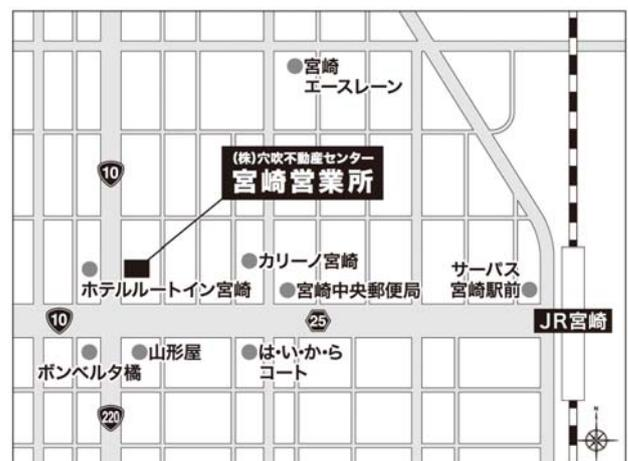 宮崎
エースレーン
(株)穴吹不動産センター
宮崎営業所
10
カリーノ宮崎
サーパス
宮崎駅前
ホテルルートイン宮崎
宮崎中央郵便局
10
25
JR宮崎
ボンベルタ橘
山形屋
は・い・か・ら
コート
220
N